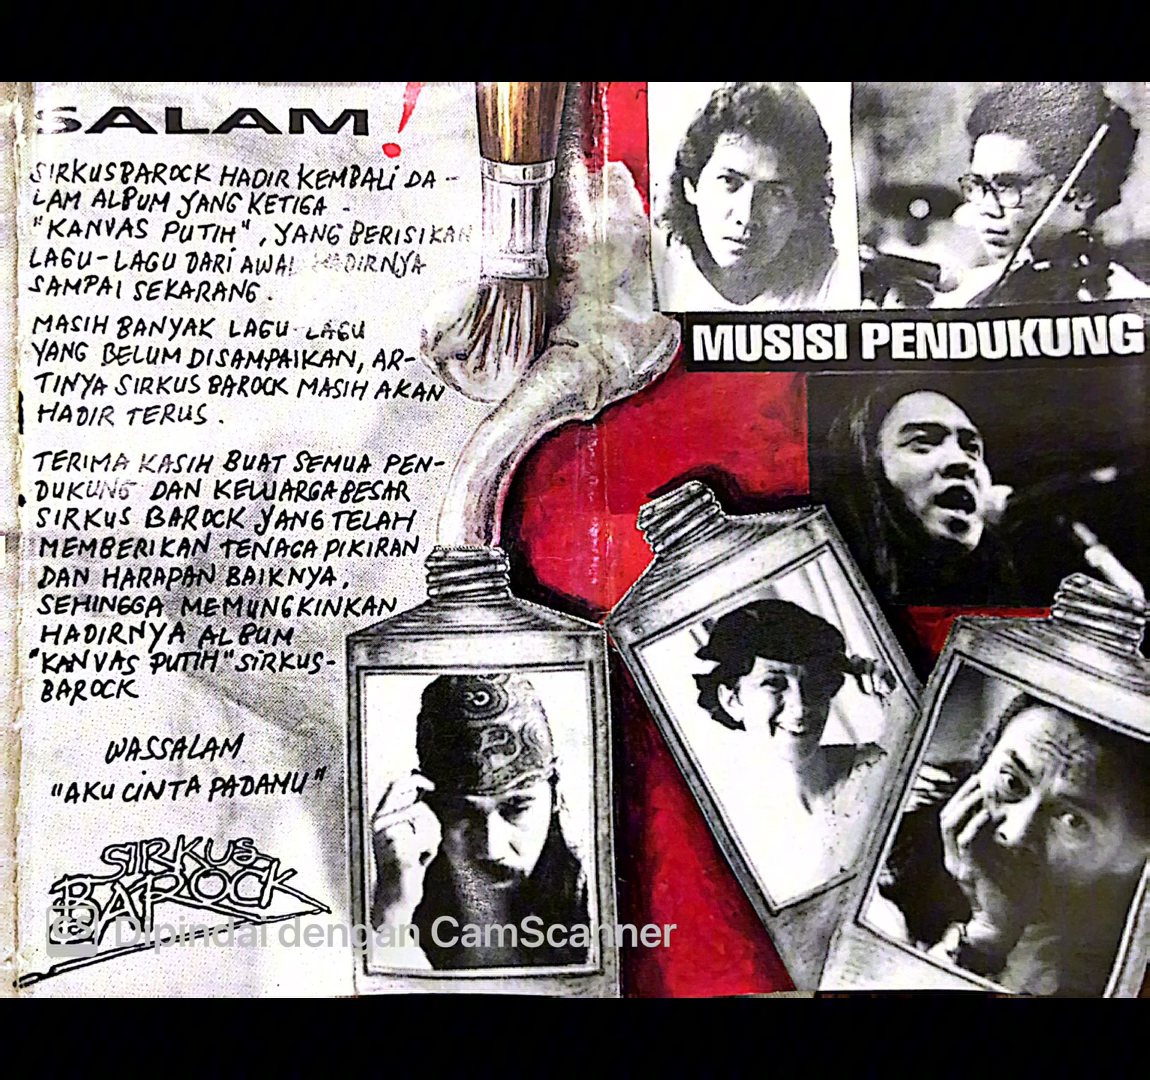 SALAM!
SIRKUSBAROCK HADIR KEMBALI DA-
LAM ALBUM YANG KETIGA -
"KANVAS PUTIH", YANG BERISIKAN
LAGU-LAGU DARI AWAL HADIRNYA
SAMPAI SEKARANG.
MASIH BANYAK LAGU-LAGU
YANG BELUM DISAMPAIKAN, AR-
TINYA SIRKUS BAROCK MASIH AKAN
HADIR TERUS.
TERIMA KASIH BUAT SEMUA PEN-
DUKUNG DAN KELUARGA BESAR
SIRKUS BAROCK YANG TELAH
MEMBERIKAN TENAGA PIKIRAN
DAN HARAPAN BAIKNYA,
SEHINGGA MEMUNGKINKAN
HADIRNYA ALBUM
"KANVAS PUTIH" SIRKUS-
BAROCK
WASSALAM
"AKU CINTA PADAMU"
SIRKUS
BAROCK
MUSISI PENDUKUNG
CS Dipindai dengan CamScanner